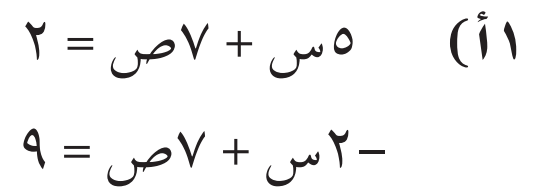 ١أ) ٥س + ٧ص = ٢
−٢س + ٧ص = ٩